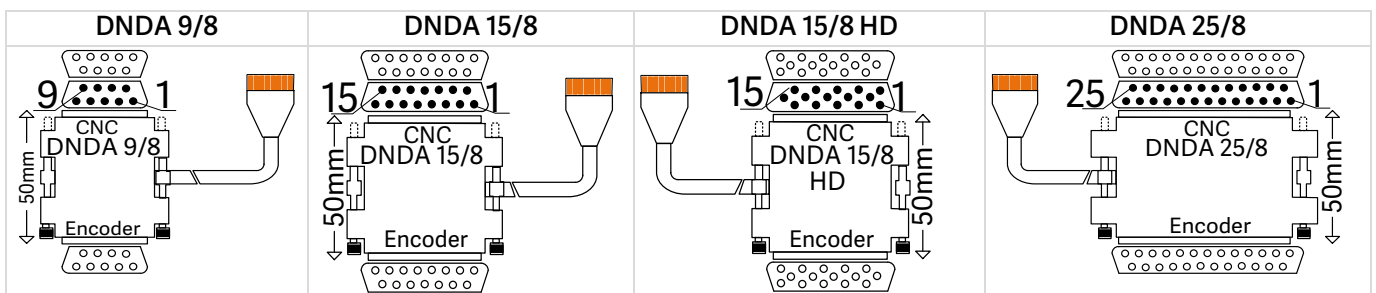 DNDA 9/8
9
1
CNC
DNDA 9/8
50mm
Encoder
DNDA 15/8
15
1
CNC
DNDA 15/8
50mm
Encoder
DNDA 15/8 HD
15
1
CNC
DNDA 15/8
HD
50mm
Encoder
DNDA 25/8
25
1
CNC
DNDA 25/8
50mm
Encoder